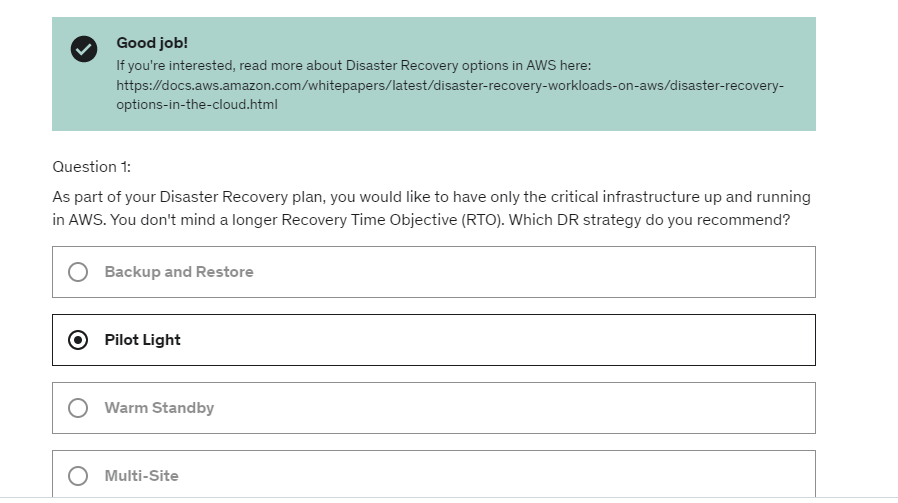 Good job!
If you're interested, read more about Disaster Recovery options in AWS here:
https://docs.aws.amazon.com/whitepapers/latest/disaster-recovery-workloads-on-aws/disaster-recovery-
options-in-the-cloud.html
Question 1:
As part of your Disaster Recovery plan, you would like to have only the critical infrastructure up and running
in AWS. You don't mind a longer Recovery Time Objective (RTO). Which DR strategy do you recommend?
Backup and Restore
Pilot Light
Warm Standby
Multi-Site